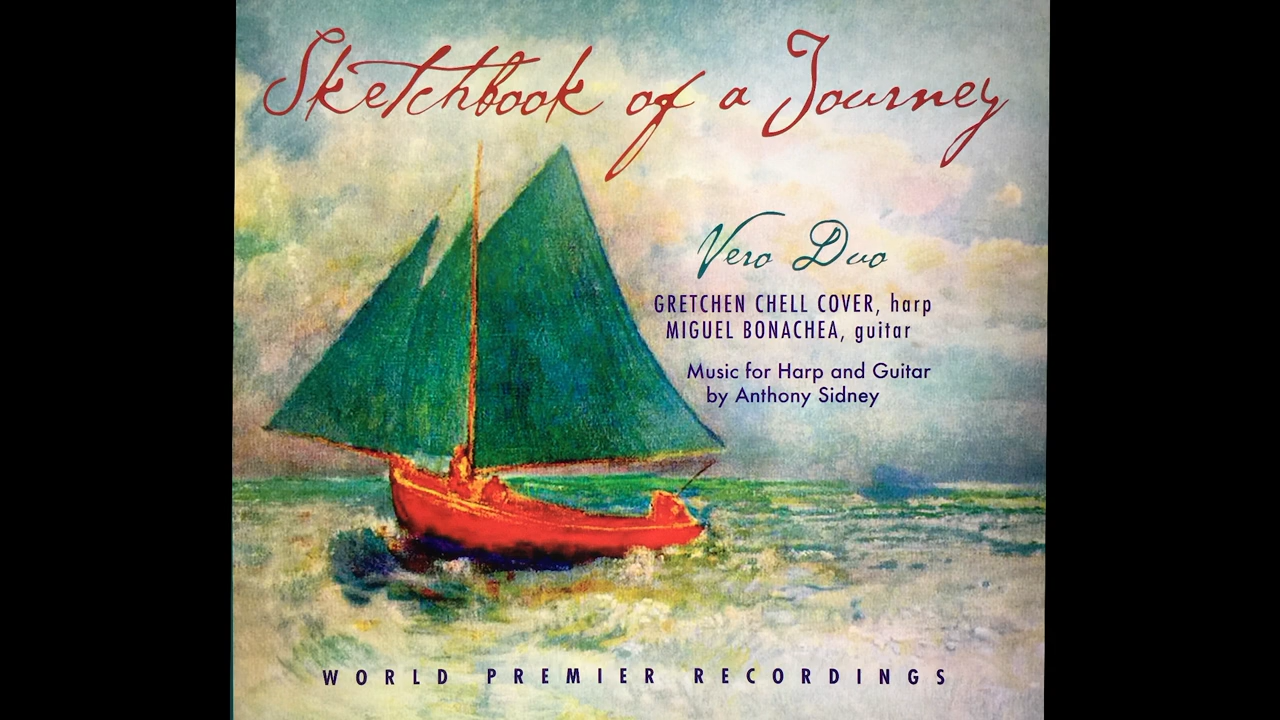 Sketchbook of a Journey
Vero Duo
GRETCHEN CHELL COVER, harp
MIGUEL BONACHEA, guitar
Music for Harp and Guitar
by Anthony Sidney
WORLD PREMIER RECORDINGS